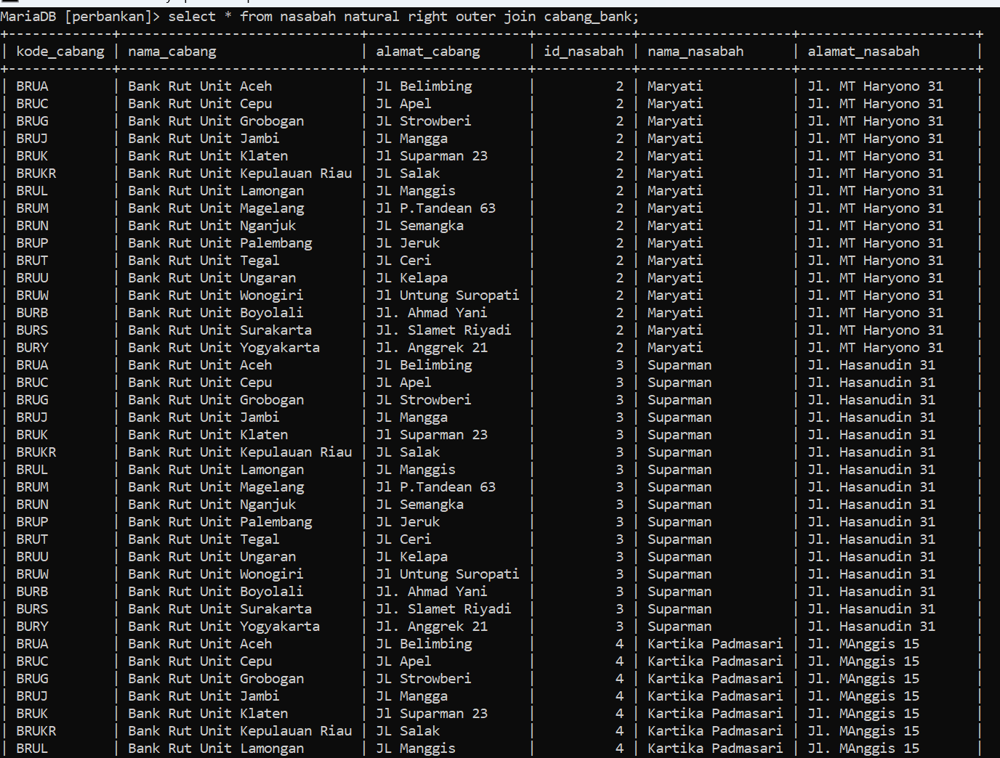 MariaDB [perbankan]> select * from nasabah natural right outer join cabang_bank;
+-------------+-----------------------------+--------------------+------------+-------------------+---------------------+
| kode_cabang | nama_cabang | alamat_cabang | id_nasabah | nama_nasabah | alamat_nasabah |
+-------------+-----------------------------+--------------------+------------+-------------------+---------------------+
| BRUA | Bank Rut Unit Aceh | JL Belimbing | 2 | Maryati | Jl. MT Haryono 31 |
| BRUC | Bank Rut Unit Cepu | JL Apel | 2 | Maryati | Jl. MT Haryono 31 |
| BRUG | Bank Rut Unit Grobogan | JL Strowberi | 2 | Maryati | Jl. MT Haryono 31 |
| BRUJ | Bank Rut Unit Jambi | JL Mangga | 2 | Maryati | Jl. MT Haryono 31 |
| BRUK | Bank Rut Unit Klaten | Jl Suparman 23 | 2 | Maryati | Jl. MT Haryono 31 |
| BRUKR | Bank Rut Unit Kepulauan Riau | JL Salak | 2 | Maryati | Jl. MT Haryono 31 |
| BRUL | Bank Rut Unit Lamongan | JL Manggis | 2 | Maryati | Jl. MT Haryono 31 |
| BRUM | Bank Rut Unit Magelang | Jl P.Tandean 63 | 2 | Maryati | Jl. MT Haryono 31 |
| BRUN | Bank Rut Unit Nganjuk | JL Semangka | 2 | Maryati | Jl. MT Haryono 31 |
| BRUP | Bank Rut Unit Palembang | JL Jeruk | 2 | Maryati | Jl. MT Haryono 31 |
| BRUT | Bank Rut Unit Tegal | JL Ceri | 2 | Maryati | Jl. MT Haryono 31 |
| BRUU | Bank Rut Unit Ungaran | JL Kelapa | 2 | Maryati | Jl. MT Haryono 31 |
| BRUW | Bank Rut Unit Wonogiri | Jl Untung Suropati | 2 | Maryati | Jl. MT Haryono 31 |
| BURB | Bank Rut Unit Boyolali | Jl. Ahmad Yani | 2 | Maryati | Jl. MT Haryono 31 |
| BURS | Bank Rut Unit Surakarta | Jl. Slamet Riyadi | 2 | Maryati | Jl. MT Haryono 31 |
| BURY | Bank Rut Unit Yogyakarta | Jl. Anggrek 21 | 2 | Maryati | Jl. MT Haryono 31 |
| BRUA | Bank Rut Unit Aceh | JL Belimbing | 3 | Suparman | Jl. Hasanudin 31 |
| BRUC | Bank Rut Unit Cepu | JL Apel | 3 | Suparman | Jl. Hasanudin 31 |
| BRUG | Bank Rut Unit Grobogan | JL Strowberi | 3 | Suparman | Jl. Hasanudin 31 |
| BRUJ | Bank Rut Unit Jambi | JL Mangga | 3 | Suparman | Jl. Hasanudin 31 |
| BRUK | Bank Rut Unit Klaten | Jl Suparman 23 | 3 | Suparman | Jl. Hasanudin 31 |
| BRUKR | Bank Rut Unit Kepulauan Riau | JL Salak | 3 | Suparman | Jl. Hasanudin 31 |
| BRUL | Bank Rut Unit Lamongan | JL Manggis | 3 | Suparman | Jl. Hasanudin 31 |
| BRUM | Bank Rut Unit Magelang | Jl P.Tandean 63 | 3 | Suparman | Jl. Hasanudin 31 |
| BRUN | Bank Rut Unit Nganjuk | JL Semangka | 3 | Suparman | Jl. Hasanudin 31 |
| BRUP | Bank Rut Unit Palembang | JL Jeruk | 3 | Suparman | Jl. Hasanudin 31 |
| BRUT | Bank Rut Unit Tegal | JL Ceri | 3 | Suparman | Jl. Hasanudin 31 |
| BRUU | Bank Rut Unit Ungaran | JL Kelapa | 3 | Suparman | Jl. Hasanudin 31 |
| BRUW | Bank Rut Unit Wonogiri | Jl Untung Suropati | 3 | Suparman | Jl. Hasanudin 31 |
| BURB | Bank Rut Unit Boyolali | Jl. Ahmad Yani | 3 | Suparman | Jl. Hasanudin 31 |
| BURS | Bank Rut Unit Surakarta | Jl. Slamet Riyadi | 3 | Suparman | Jl. Hasanudin 31 |
| BURY | Bank Rut Unit Yogyakarta | Jl. Anggrek 21 | 3 | Suparman | Jl. Hasanudin 31 |
| BRUA | Bank Rut Unit Aceh | JL Belimbing | 4 | Kartika Padmasari | Jl. MAnggis 15 |
| BRUC | Bank Rut Unit Cepu | JL Apel | 4 | Kartika Padmasari | Jl. MAnggis 15 |
| BRUG | Bank Rut Unit Grobogan | JL Strowberi | 4 | Kartika Padmasari | Jl. MAnggis 15 |
| BRUJ | Bank Rut Unit Jambi | JL Mangga | 4 | Kartika Padmasari | Jl. MAnggis 15 |
| BRUK | Bank Rut Unit Klaten | Jl Suparman 23 | 4 | Kartika Padmasari | Jl. MAnggis 15 |
| BRUKR | Bank Rut Unit Kepulauan Riau | JL Salak | 4 | Kartika Padmasari | Jl. MAnggis 15 |
| BRUL | Bank Rut Unit Lamongan | JL Manggis | 4 | Kartika Padmasari | Jl. MAnggis 15 |